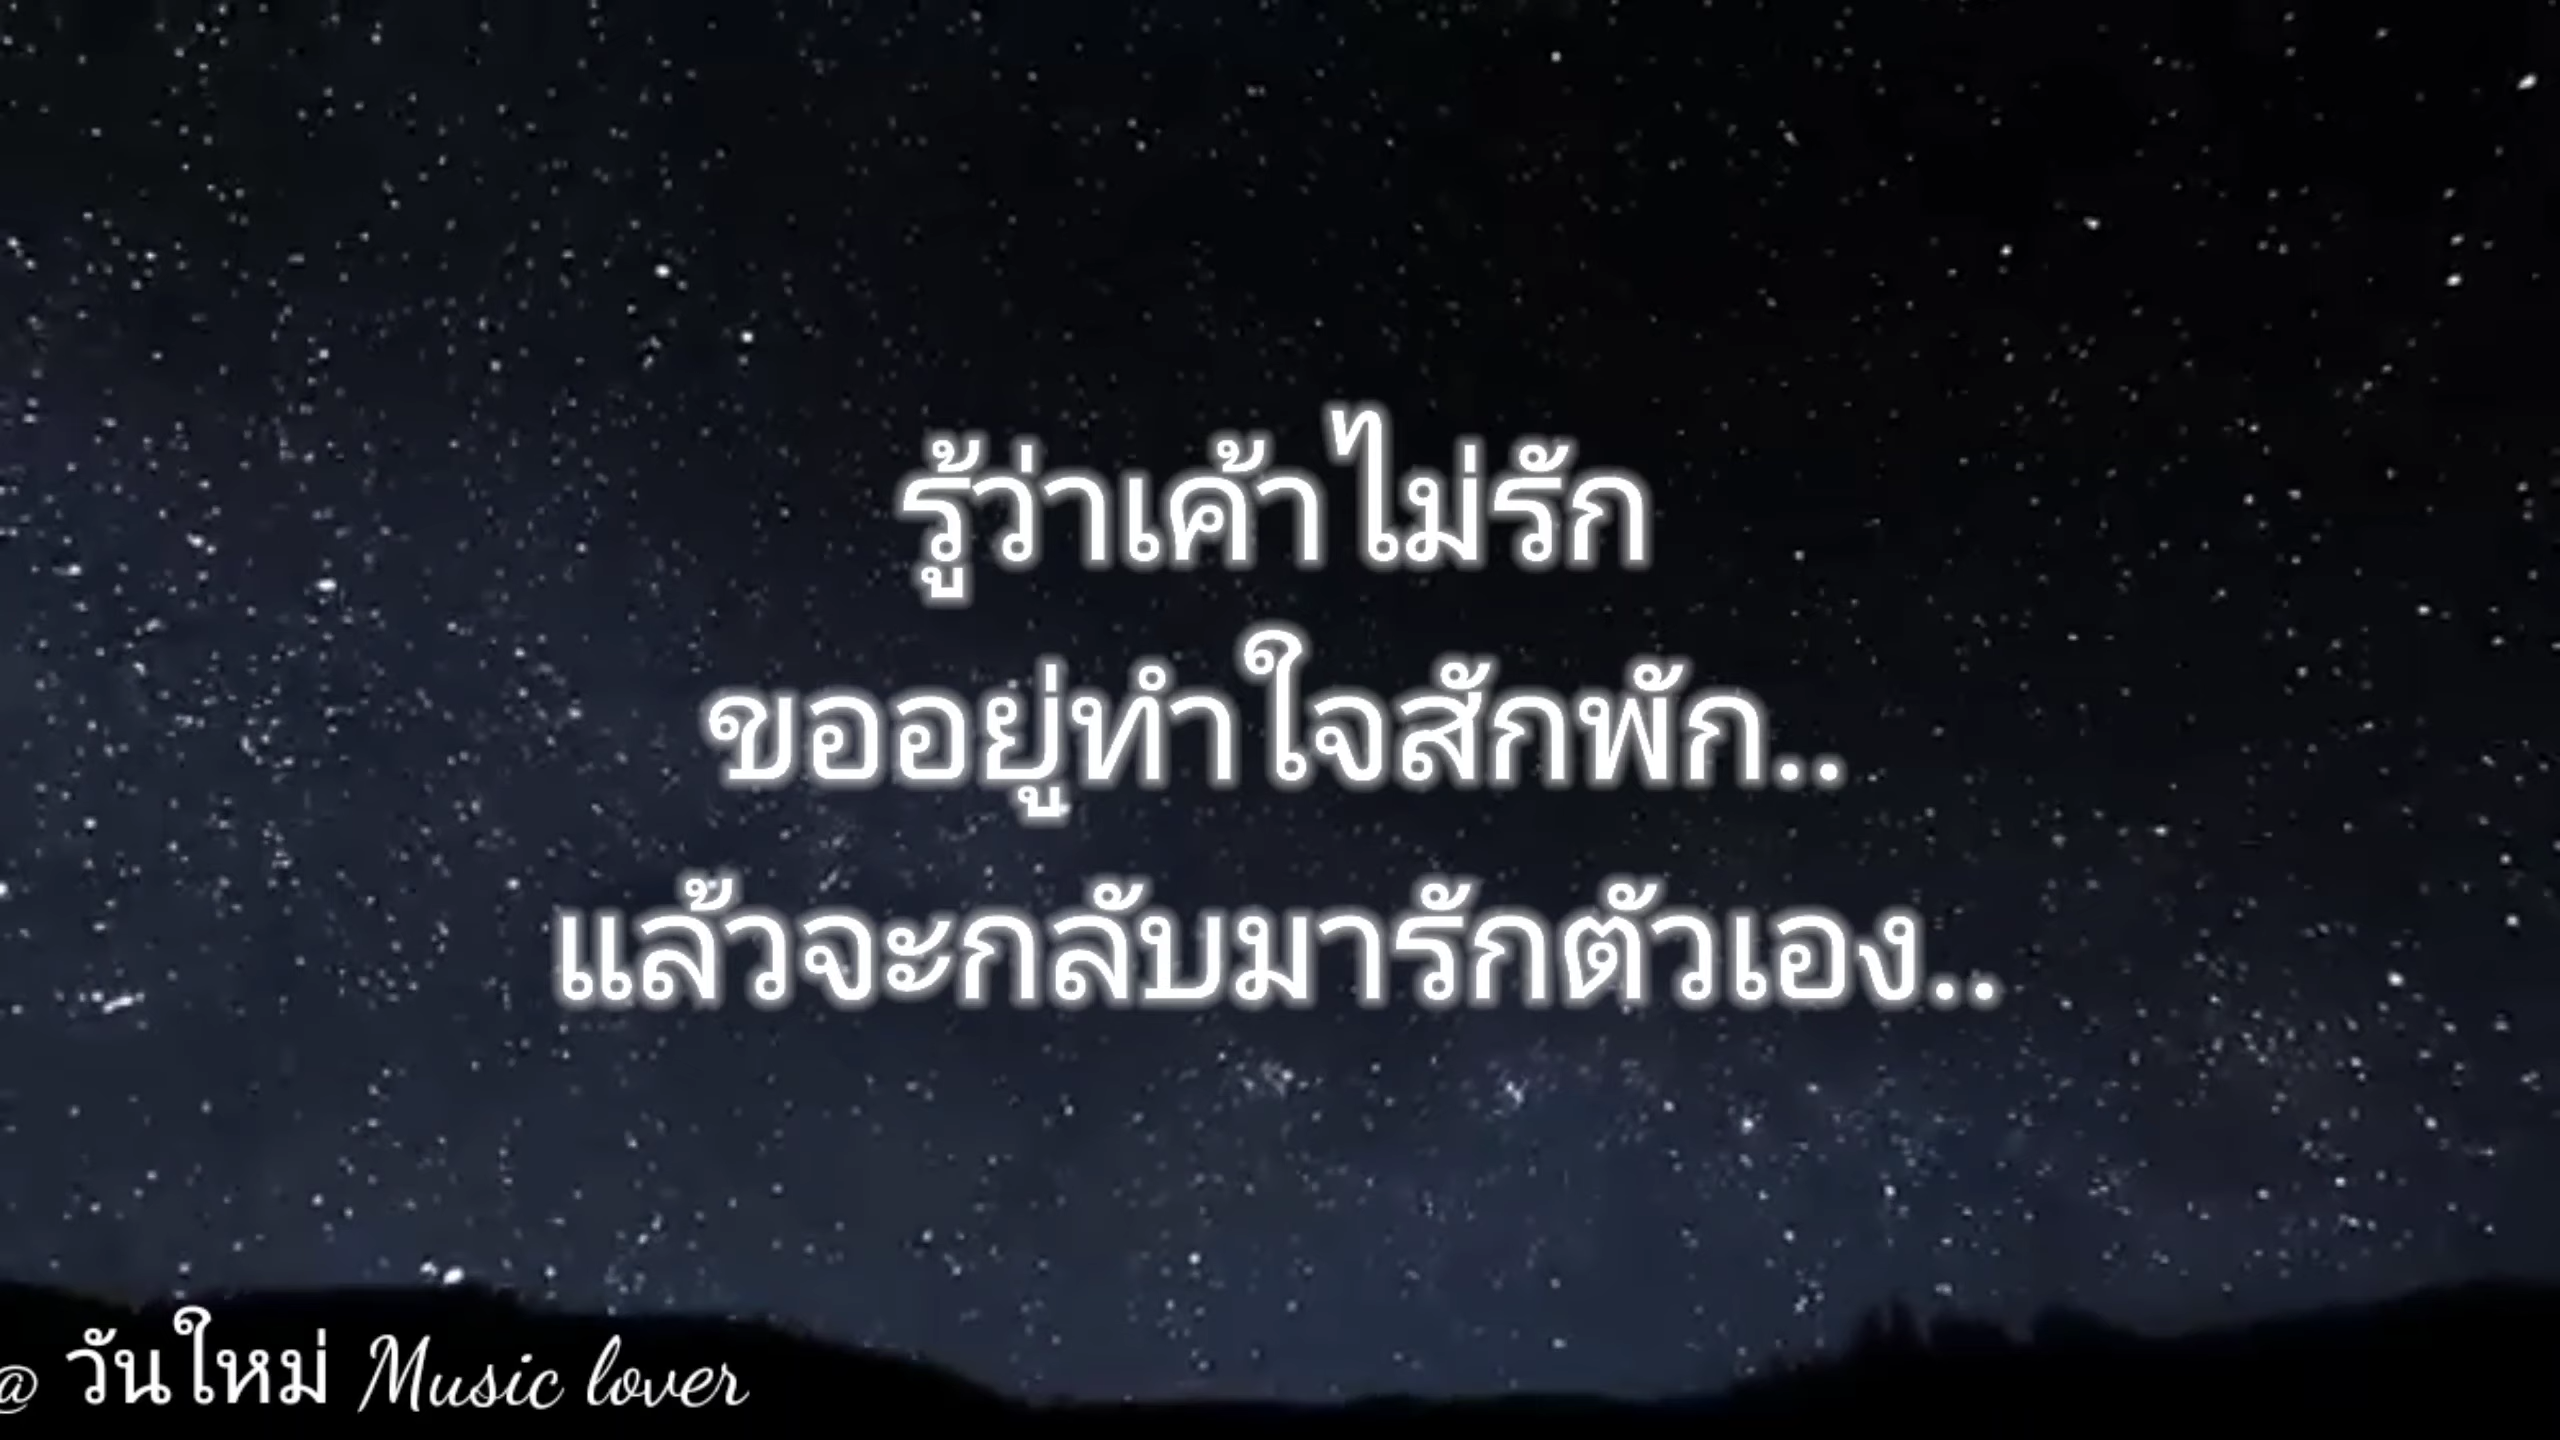 รู้ว่าเค้าไม่รัก
ขออยู่ทำใจสักพัก..
แล้วจะกลับมารักตัวเอง..
@ วันใหม่ Music lover